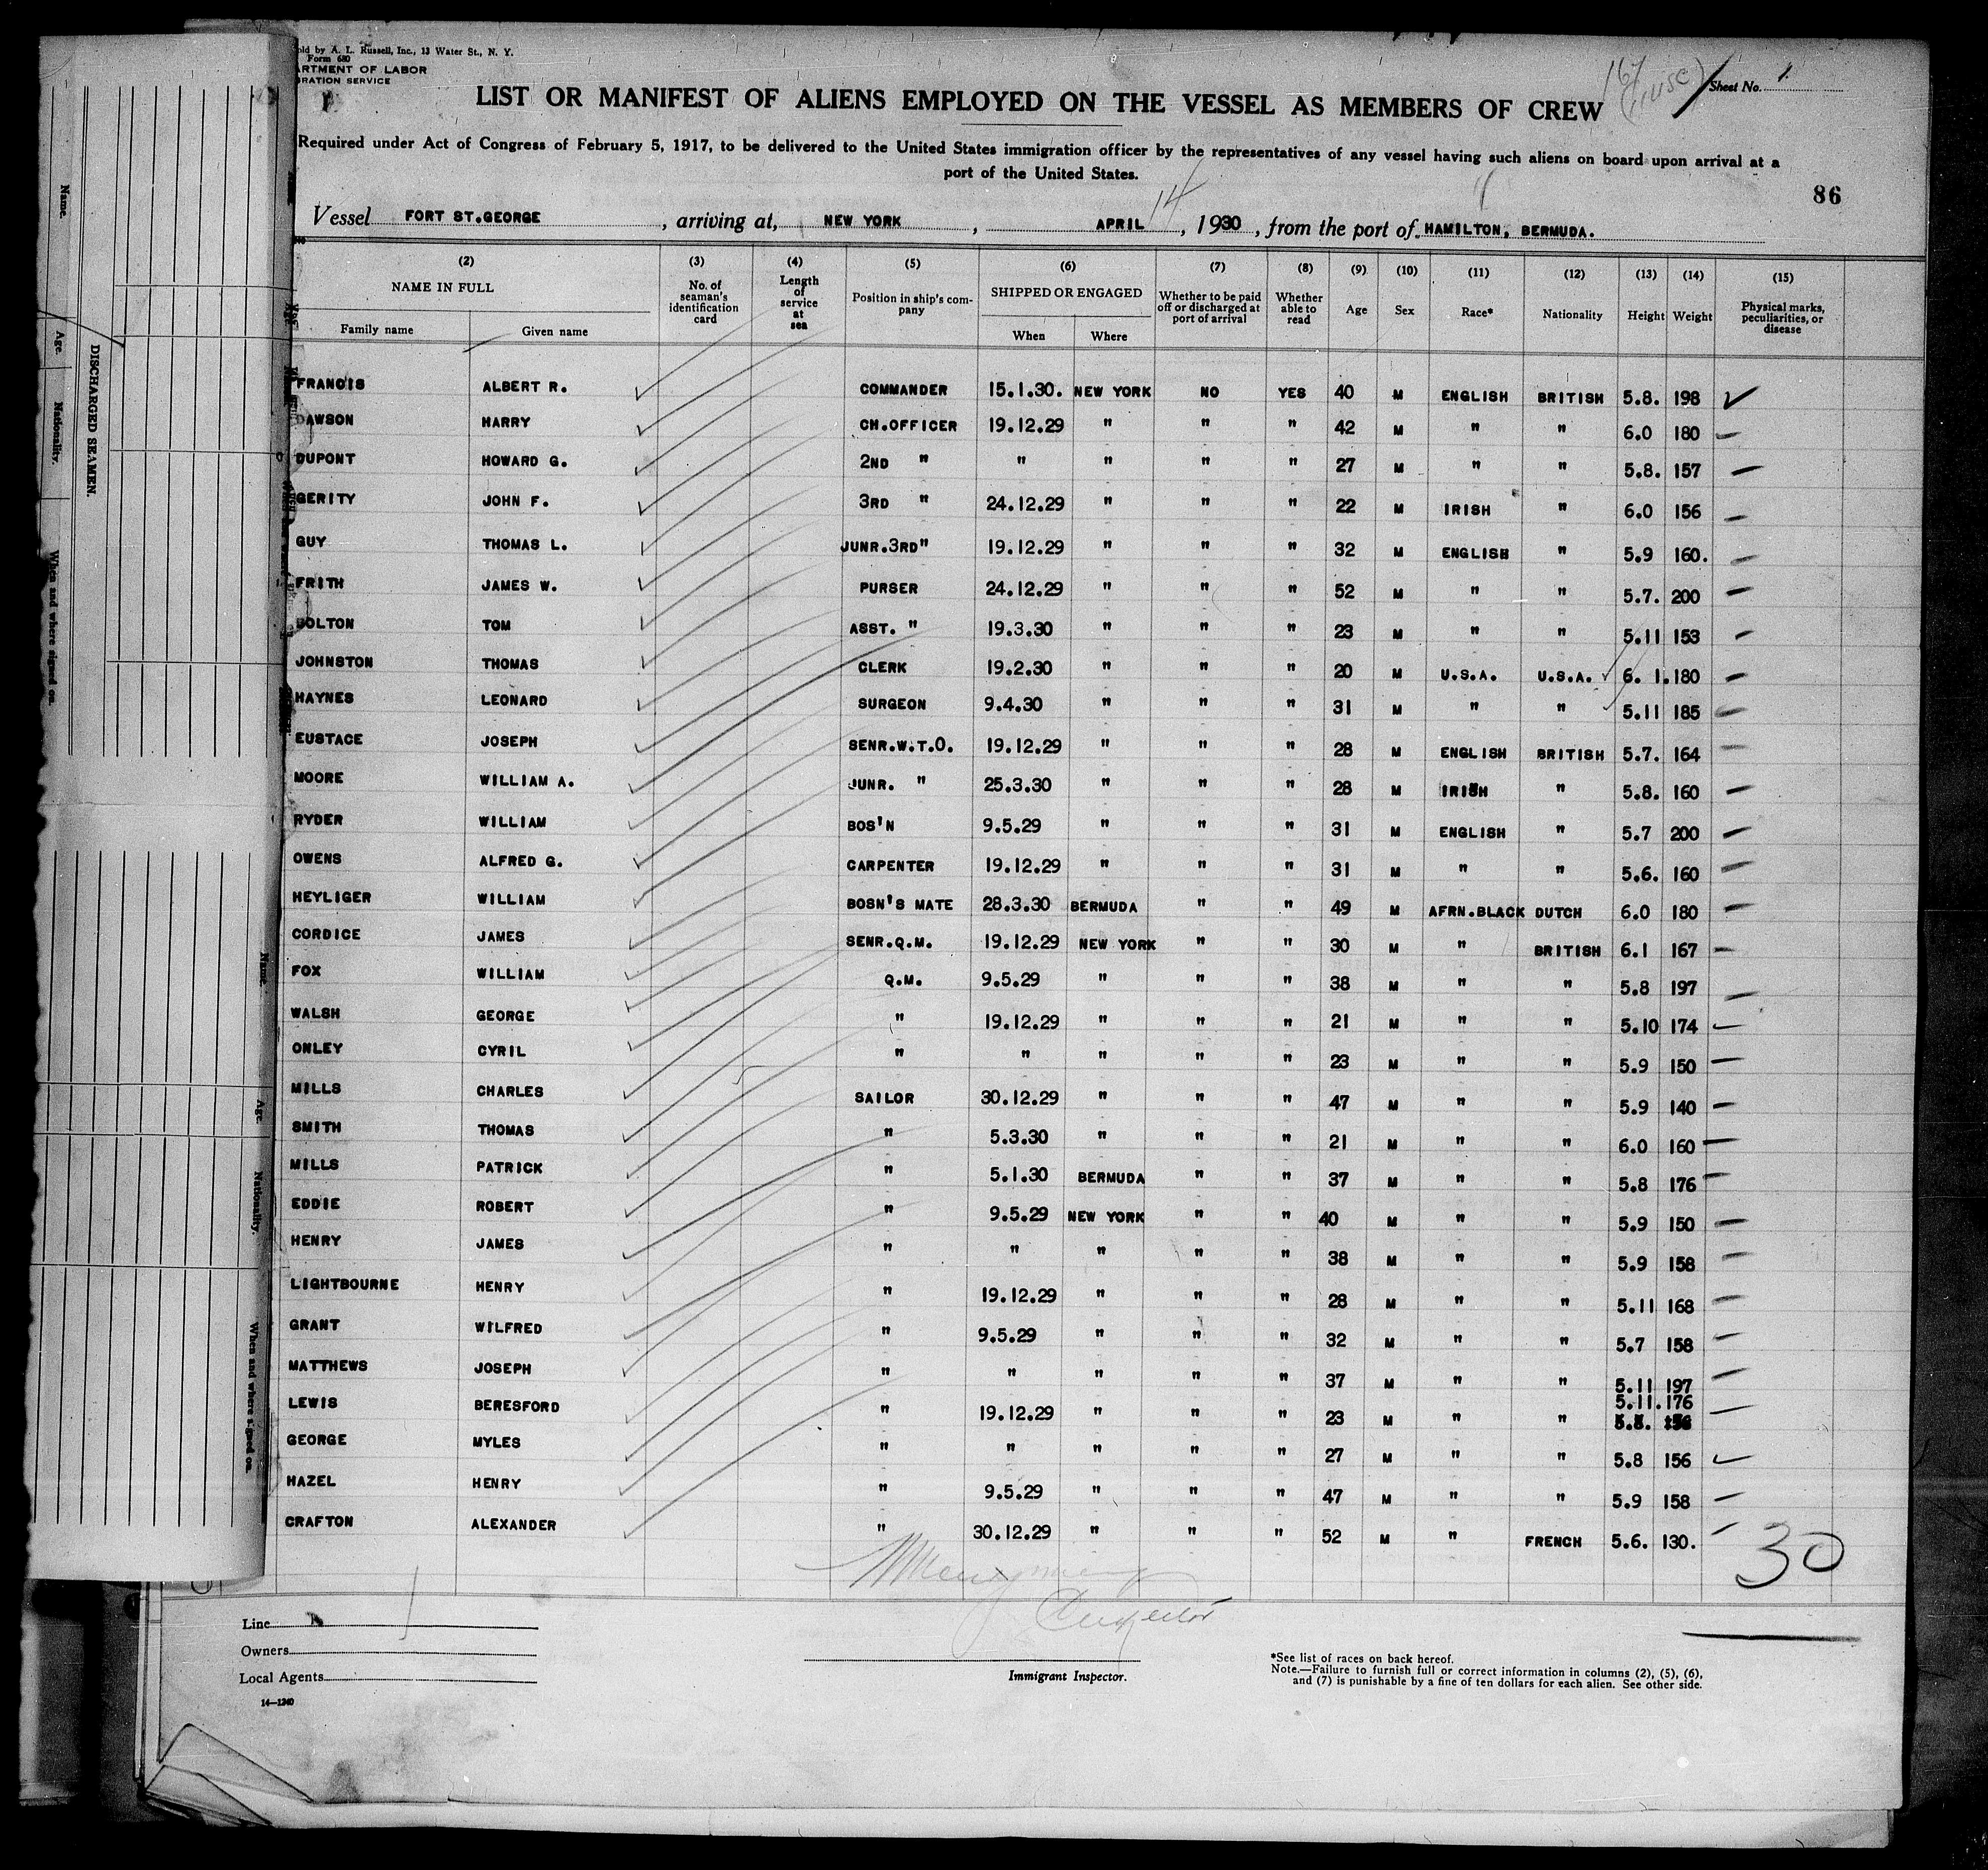 old by A. L. Russell, Inc., 13 Water St., N. Y.
Form 680
ARTMENT OF LABOR
GRATION SERVICE
Sheet No. 1
LIST OR MANIFEST OF ALIENS EMPLOYED ON THE VESSEL AS MEMBERS OF CREW
Required under Act of Congress of February 5, 1917, to be delivered to the United States immigration officer by the representatives of any vessel having such aliens on board upon arrival at a
port of the United States.
86
Vessel FORT ST.GEORGE, arriving at, NEW YORK, APRIL 14, 1930, from the port of HAMILTON, BERMUDA.
(2) (3) (4) (5) (6) (7) (8) (9) (10) (11) (12) (13) (14) (15)
NAME IN FULL Family name Given name No. of seaman's identification card Length of service at sea Position in ship's company SHIPPED OR ENGAGED When Where Whether to be paid off or discharged at port of arrival Whether able to read Age Sex Race* Nationality Height Weight Physical marks, peculiarities, or disease
FRANCIS ALBERT R. COMMANDER 15.1.30. NEW YORK NO YES 40 M ENGLISH BRITISH 5.8. 198
DAWSON HARRY CH.OFFICER 19.12.29 " " " 42 M " " 6.0 180
DUPONT HOWARD G. 2ND " " " " " 27 M " " 5.8. 157
GERITY JOHN F. 3RD " 24.12.29 " " " 22 M IRISH " 6.0 156
GUY THOMAS L. JUNR.3RD" 19.12.29 " " " 32 M ENGLISH " 5.9 160.
FRITH JAMES W. PURSER 24.12.29 " " " 52 M " " 5.7. 200
BOLTON TOM ASST. " 19.3.30 " " " 23 M " " 5.11 153
JOHNSTON THOMAS CLERK 19.2.30 " " " 20 M U.S.A. U.S.A. 6. 1. 180
HAYNES LEONARD SURGEON 9.4.30 " " " 31 M " " 5.11 185
EUSTACE JOSEPH SENR.W.T.O. 19.12.29 " " " 28 M ENGLISH BRITISH 5.7. 164
MOORE WILLIAM A. JUNR. " 25.3.30 " " " 28 M IRISH " 5.8. 160
RYDER WILLIAM BOS'N 9.5.29 " " " 31 M ENGLISH " 5.7 200
OWENS ALFRED G. CARPENTER 19.12.29 " " " 31 M " " 5.6. 160
HEYLIGER WILLIAM BOSN'S MATE 28.3.30 BERMUDA " " 49 M AFRN.BLACK DUTCH 6.0 180
CORDICE JAMES SENR.Q.M. 19.12.29 NEW YORK " " 30 M " BRITISH 6.1 167
FOX WILLIAM Q.M. 9.5.29 " " " 38 M " " 5.8 197
WALSH GEORGE " 19.12.29 " " " 21 M " " 5.10 174
ONLEY CYRIL " " " " " 23 M " " 5.9 150
MILLS CHARLES SAILOR 30.12.29 " " " 47 M " " 5.9 140
SMITH THOMAS " 5.3.30 " " " 21 M " " 6.0 160
MILLS PATRICK " 5.1.30 BERMUDA " " 37 M " " 5.8 176
EDDIE ROBERT " 9.5.29 NEW YORK " " 40 M " " 5.9 150
HENRY JAMES " " " " " 38 M " " 5.9 158
LIGHTBOURNE HENRY " 19.12.29 " " " 28 M " " 5.11 168
GRANT WILFRED " 9.5.29 " " " 32 M " " 5.7 158
MATTHEWS JOSEPH " " " " " 37 M " " 5.11 197
LEWIS BERESFORD " 19.12.29 " " " 23 M " " 5.11. 176
GEORGE MYLES " " " " " 27 M " " 5.8 156
HAZEL HENRY " 9.5.29 " " " 47 M " " 5.9 158
CRAFTON ALEXANDER " 30.12.29 " " " 52 M " FRENCH 5.6. 130.
30
Inspector
Line
Owners
Local Agents
14—1240
Immigrant Inspector.
*See list of races on back hereof.
Note.—Failure to furnish full or correct information in columns (2), (5), (6),
and (7) is punishable by a fine of ten dollars for each alien. See other side.
DISCHARGED SEAMEN.
Name. Age. Nationality. When and where signed on.
Name. Age. Nationality. When and where signed on.